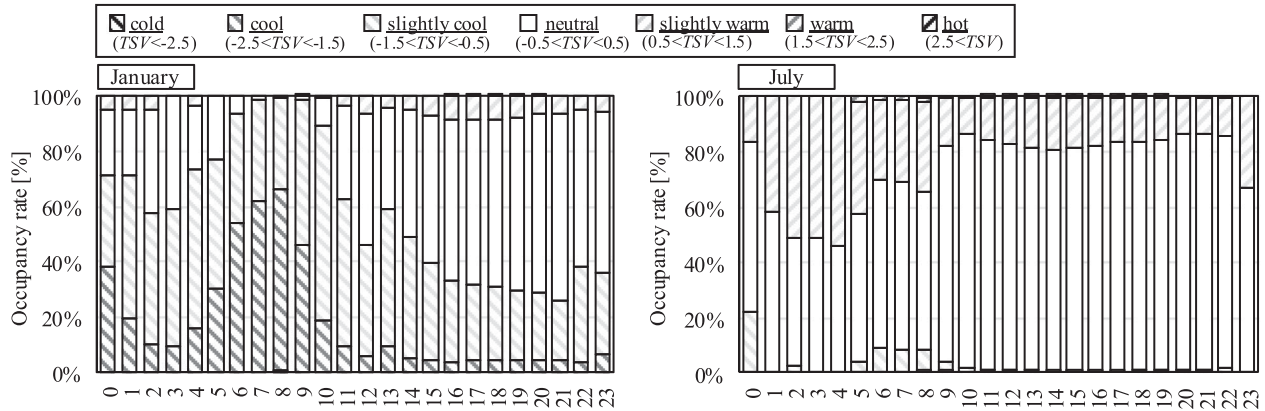 cold cool slightly cool neutral slightly warm warm hot
(TSV<-2.5) (-2.5<TSV<-1.5) (-1.5<TSV<-0.5) (-0.5<TSV<0.5) (0.5<TSV<1.5) (1.5<TSV<2.5) (2.5<TSV)
January
Occupancy rate [%]
100%
80%
60%
40%
20%
0%
0 1 2 3 4 5 6 7 8 9 10 11 12 13 14 15 16 17 18 19 20 21 22 23
July
Occupancy rate [%]
100%
80%
60%
40%
20%
0%
0 1 2 3 4 5 6 7 8 9 10 11 12 13 14 15 16 17 18 19 20 21 22 23